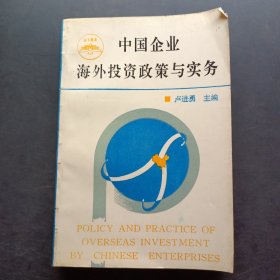 中国企业
海外投资政策与实务
卢进勇 主编
POLICY AND PRACTICE OF
OVERSEAS INVESTMENT
BY CHINESE ENTERPRISES